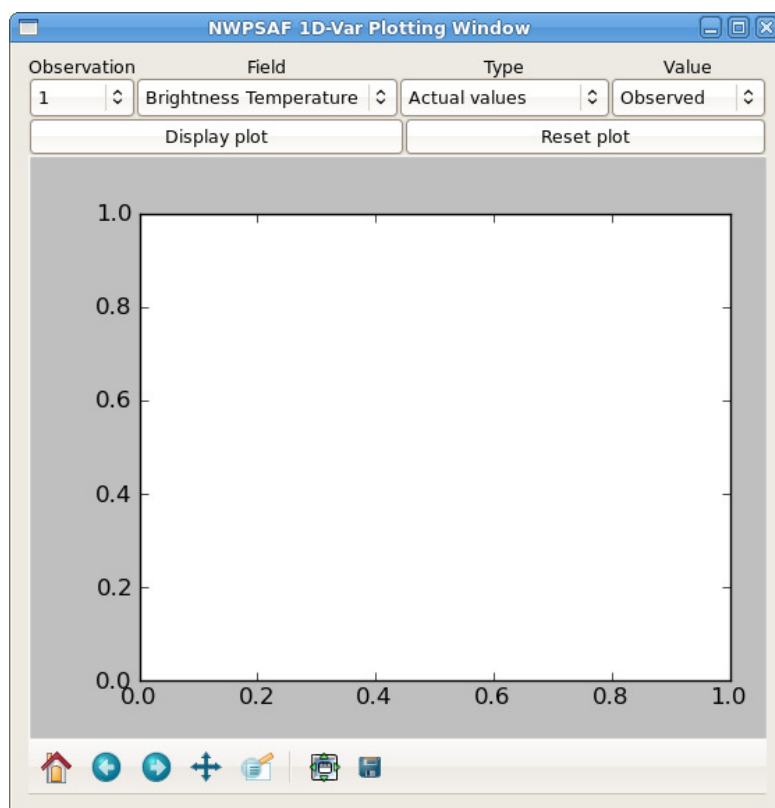 NWPSAF 1D-Var Plotting Window
Observation Field Type Value
1 Brightness Temperature Actual values Observed
Display plot Reset plot
1.0
0.8
0.6
0.4
0.2
0.0
0.0 0.2 0.4 0.6 0.8 1.0